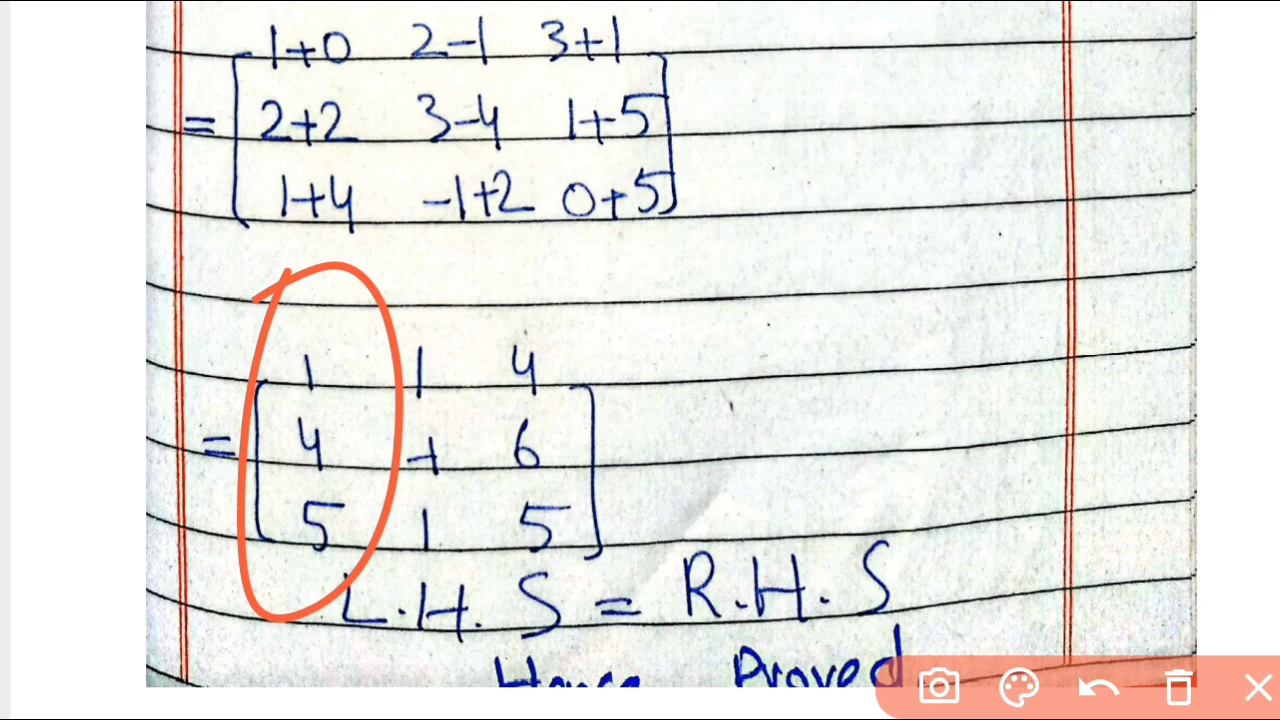 1+0 2-1 3+1
= [2+2 3-4 1+5]
1+4 -1+2 0+5
1 1 4
= [4 -1 6]
5 1 5
L.H.S = R.H.S
Hence Proved